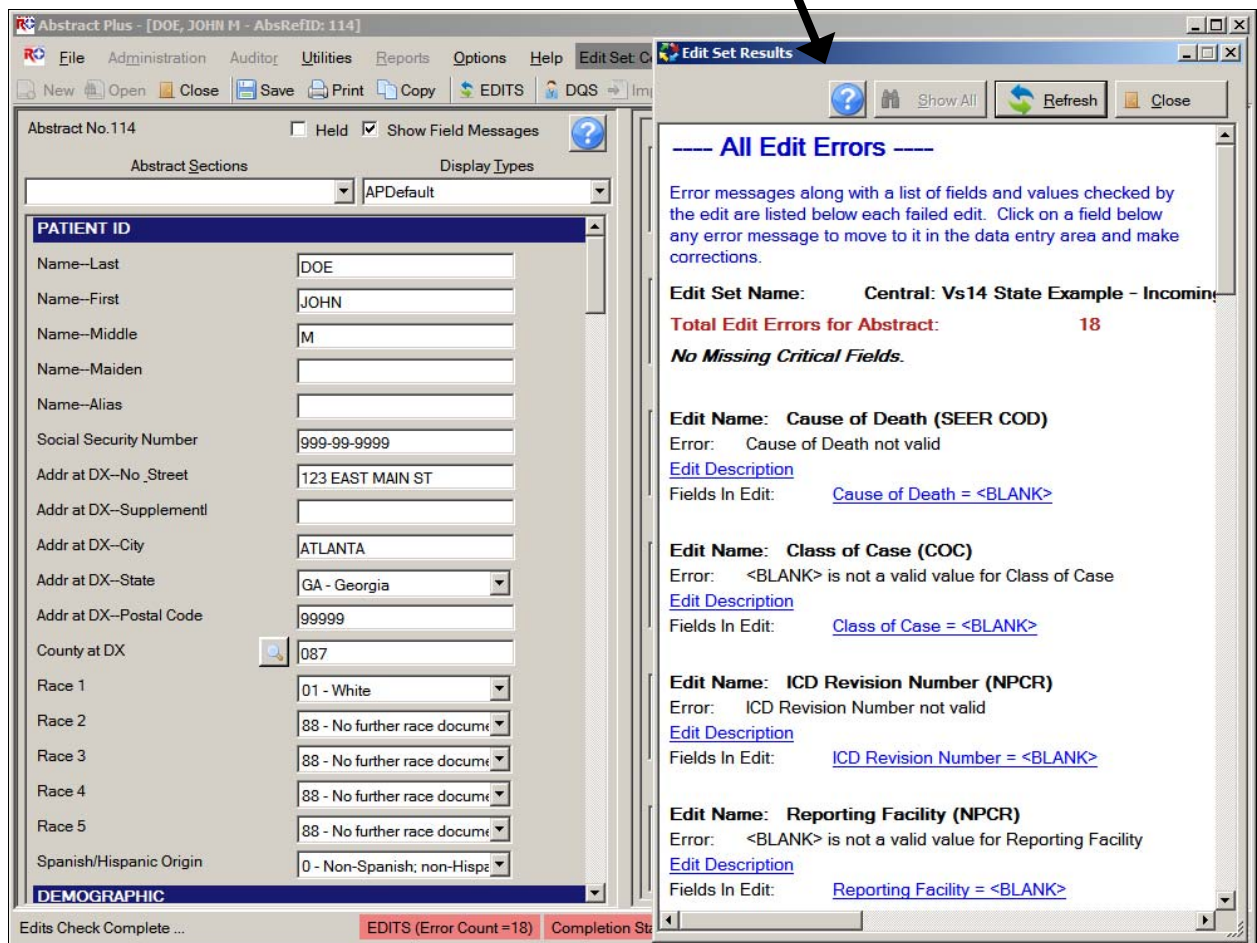 Abstract Plus - [DOE, JOHN M - AbsRefID: 114]
File Administration Auditor Utilities Reports Options Help Edit Set:
New Open Close Save Print Copy EDITS DQS
Abstract No.114 Held Show Field Messages
Abstract Sections Display Types
APDefault
PATIENT ID
Name--Last DOE
Name--First JOHN
Name--Middle M
Name--Maiden
Name--Alias
Social Security Number 999-99-9999
Addr at DX--No_Street 123 EAST MAIN ST
Addr at DX--Supplementl
Addr at DX--City ATLANTA
Addr at DX--State GA - Georgia
Addr at DX--Postal Code 99999
County at DX 087
Race 1 01 - White
Race 2 88 - No further race docume
Race 3 88 - No further race docume
Race 4 88 - No further race docume
Race 5 88 - No further race docume
Spanish/Hispanic Origin 0 - Non-Spanish; non-Hispa
DEMOGRAPHIC
Edits Check Complete ... EDITS (Error Count =18) Completion Sta
Edit Set Results
Show All Refresh Close
---- All Edit Errors ----
Error messages along with a list of fields and values checked by
the edit are listed below each failed edit. Click on a field below
any error message to move to it in the data entry area and make
corrections.
Edit Set Name: Central: Vs14 State Example - Incoming
Total Edit Errors for Abstract: 18
No Missing Critical Fields.
Edit Name: Cause of Death (SEER COD)
Error: Cause of Death not valid
Edit Description
Fields In Edit: Cause of Death = <BLANK>
Edit Name: Class of Case (COC)
Error: <BLANK> is not a valid value for Class of Case
Edit Description
Fields In Edit: Class of Case = <BLANK>
Edit Name: ICD Revision Number (NPCR)
Error: ICD Revision Number not valid
Edit Description
Fields In Edit: ICD Revision Number = <BLANK>
Edit Name: Reporting Facility (NPCR)
Error: <BLANK> is not a valid value for Reporting Facility
Edit Description
Fields In Edit: Reporting Facility = <BLANK>